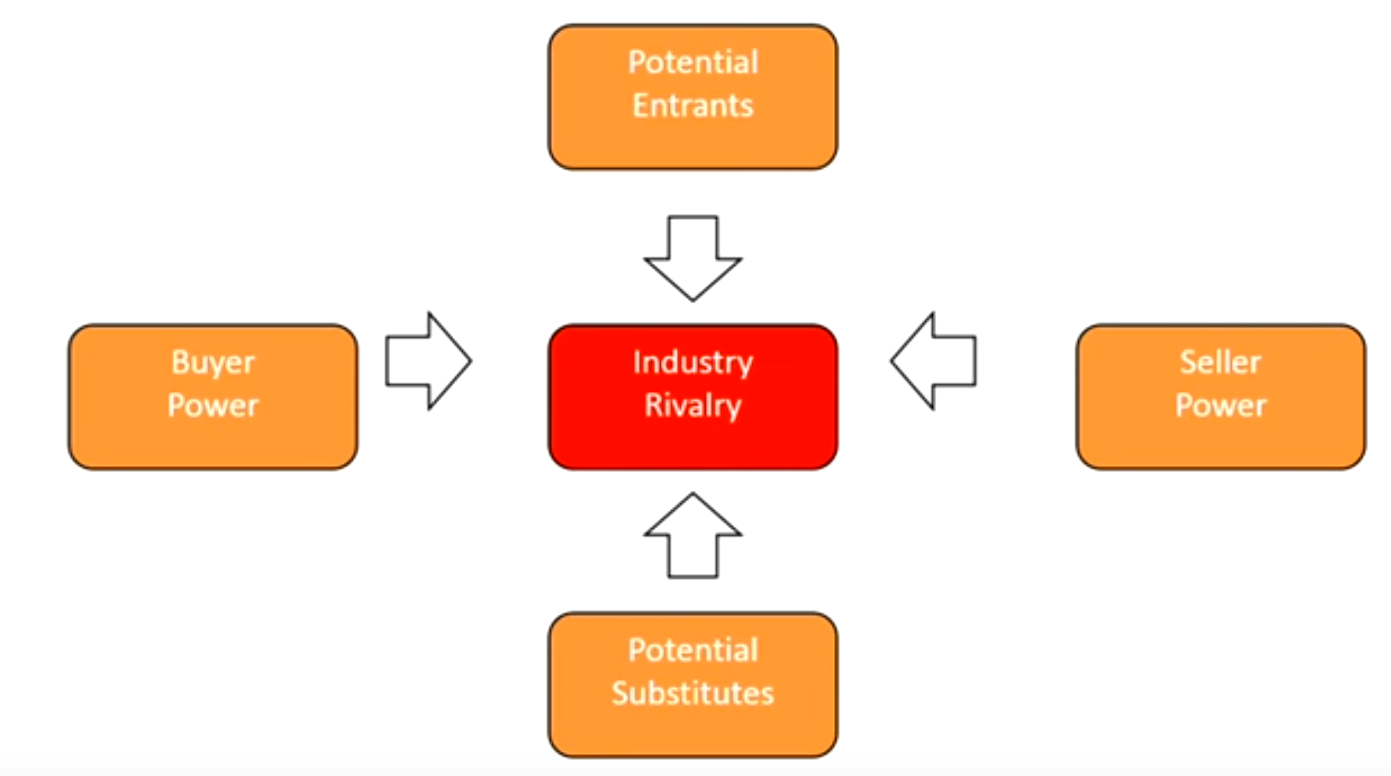 Potential
Entrants
Buyer
Power
Industry
Rivalry
Seller
Power
Potential
Substitutes